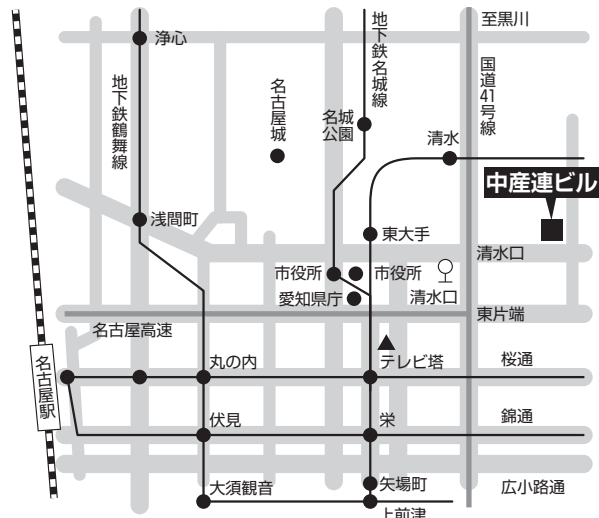 至黒川
浄心
地下鉄名城線
国道41号線
地下鉄鶴舞線
名古屋城
名城
公園
清水
中産連ビル
浅間町
東大手
清水口
市役所
市役所
清水口
愛知県庁
東片端
名古屋高速
名古屋駅
丸の内
テレビ塔
桜通
伏見
栄
錦通
大須観音
矢場町
広小路通
上前津